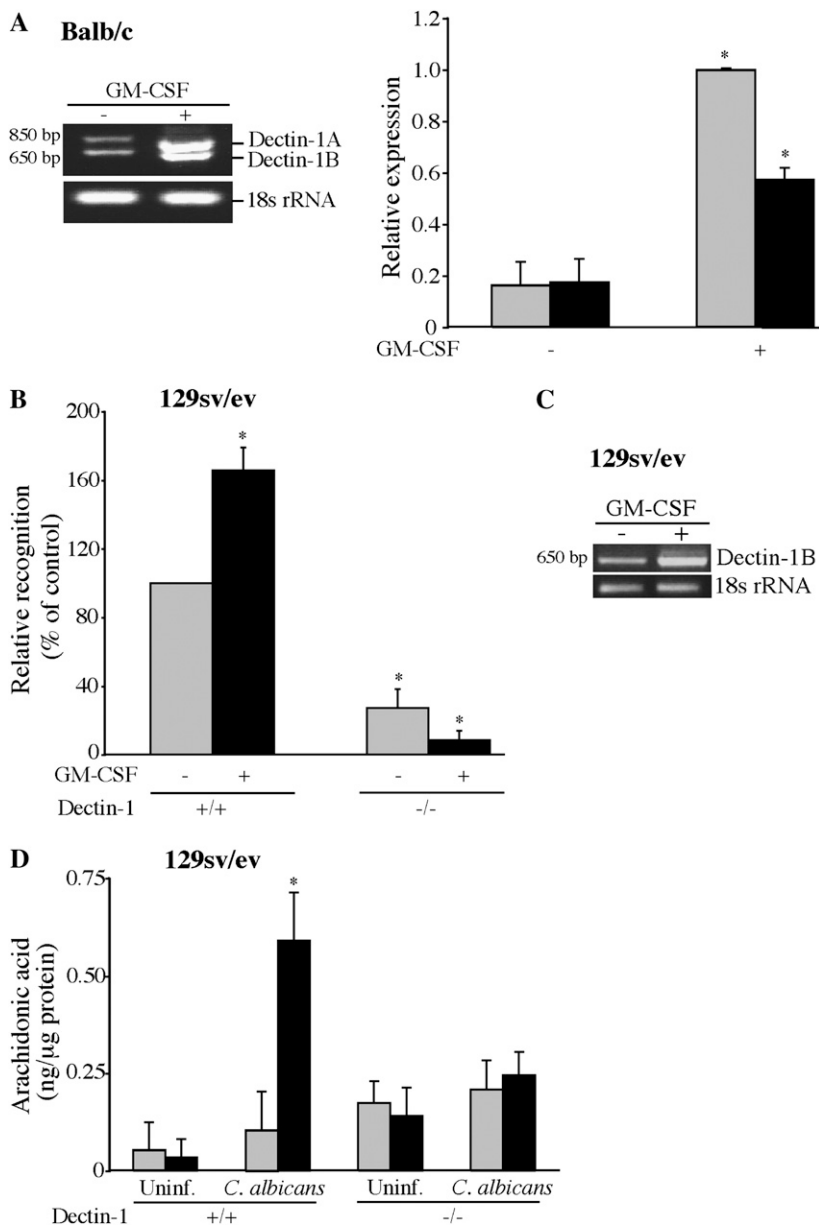 A Balb/c
GM-CSF
- +
850 bp
650 bp
Dectin-1A
Dectin-1B
18s rRNA
Relative expression
1.2
1.0
0.8
0.6
0.4
0.2
0
*
*
GM-CSF - +
B 129sv/ev
Relative recognition
(% of control)
200
160
120
80
40
0
*
*
*
GM-CSF - + - +
Dectin-1 +/+ -/-
C
129sv/ev
GM-CSF
- +
650 bp
Dectin-1B
18s rRNA
D 129sv/ev
Arachidonic acid
(ng/µg protein)
0.75
0.50
0.25
0
*
Uninf. C. albicans Uninf. C. albicans
Dectin-1 +/+ -/-